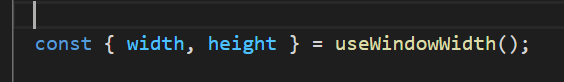 const { width, height } = useWindowWidth();